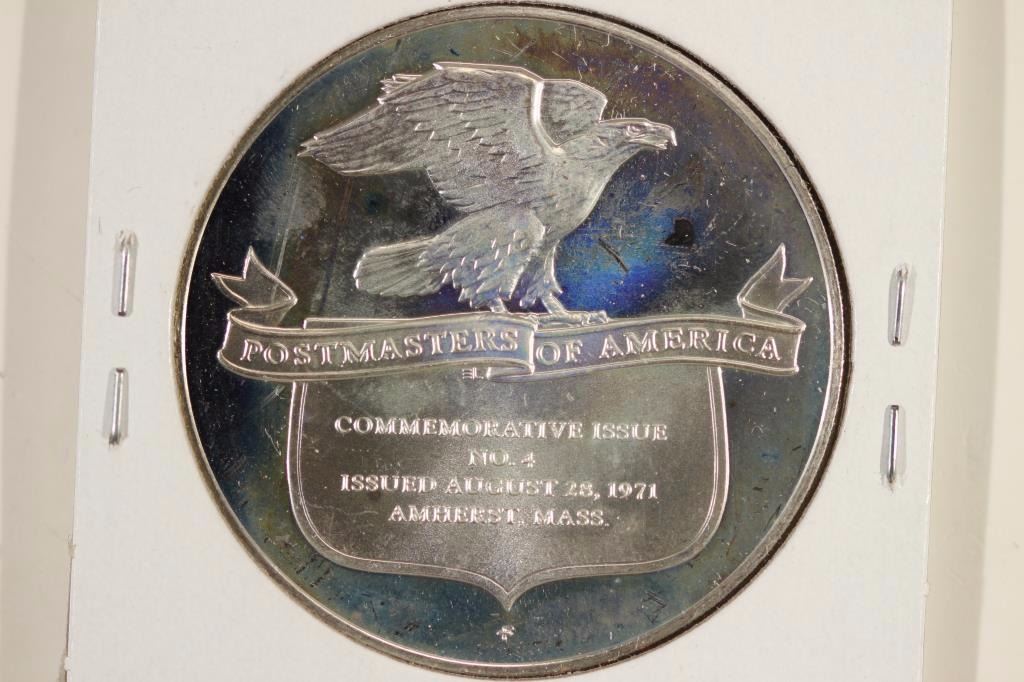 POSTMASTERS OF AMERICA
COMMEMORATIVE ISSUE
NO. 4
ISSUED AUGUST 28, 1971
AMHERST, MASS.